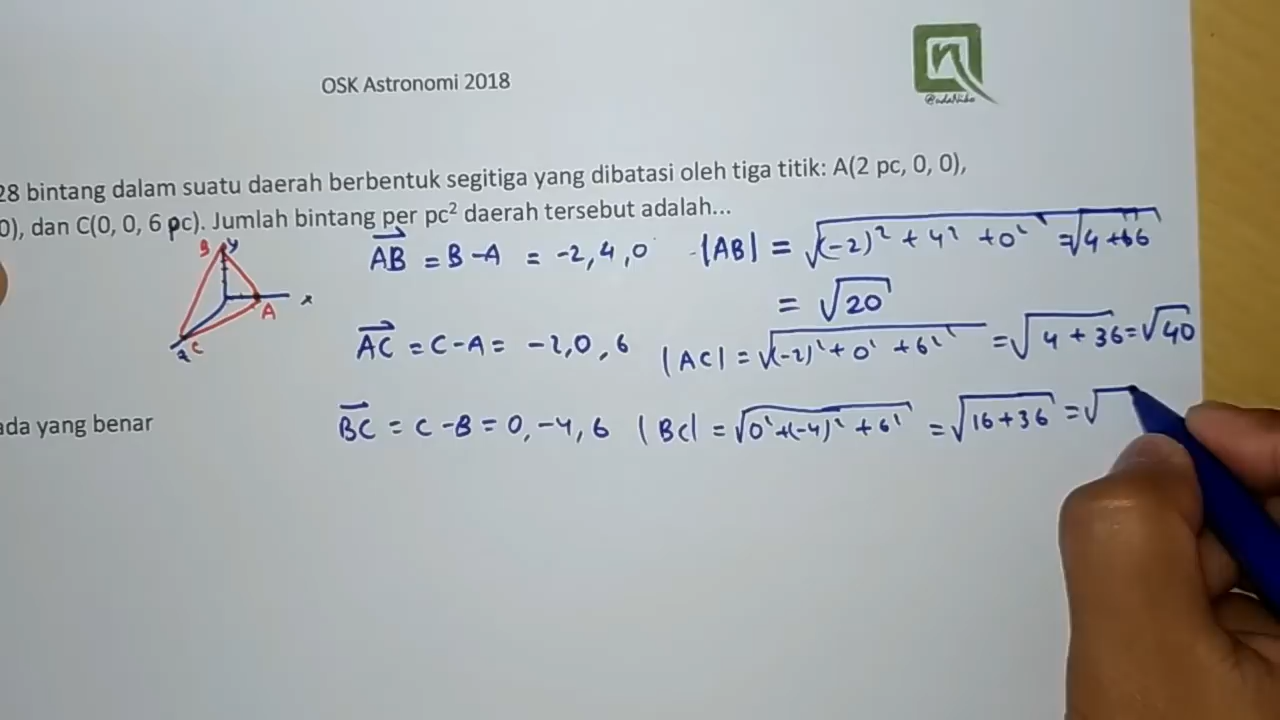 OSK Astronomi 2018
@udaNiko
28 bintang dalam suatu daerah berbentuk segitiga yang dibatasi oleh tiga titik: A(2 pc, 0, 0),
0), dan C(0, 0, 6 pc). Jumlah bintang per pc² daerah tersebut adalah...
B y
A x
z C
AB = B - A = -2, 4, 0 |AB| = √(-2)² + 4² + 0² = √4 + 16
= √20
AC = C - A = -2, 0, 6 |AC| = √(-2)² + 0² + 6² = √4 + 36 = √40
BC = C - B = 0, -4, 6 |BC| = √0² + (-4)² + 6² = √16 + 36 = √
ada yang benar